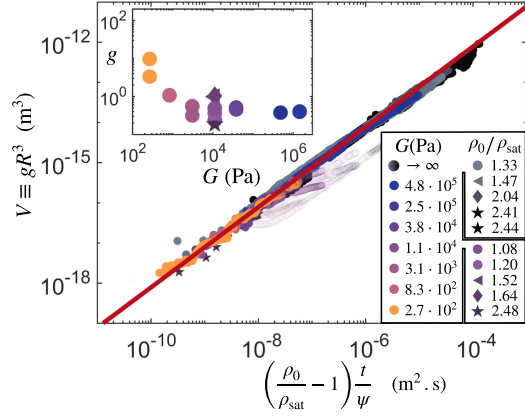 10^2
g
10^0
10^2 10^4 10^6
G (Pa)
10^-12
10^-15
10^-18
V ≡ gR^3 (m^3)
10^-10 10^-8 10^-6 10^-4
(ρ_0/ρ_sat − 1) t/ψ (m^2 . s)
G(Pa) ρ_0/ρ_sat
→ ∞ 1.33
4.8 · 10^5 1.47
2.5 · 10^5 2.04
3.8 · 10^4 2.41
1.1 · 10^4 2.44
3.1 · 10^3 1.08
8.3 · 10^2 1.20
2.7 · 10^2 1.52
1.64
2.48